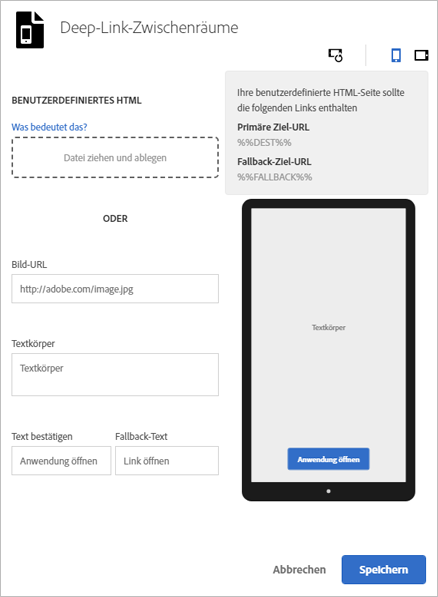 Deep-Link-Zwischenräume
BENUTZERDEFINIERTES HTML
Was bedeutet das?
Datei ziehen und ablegen
ODER
Bild-URL
http://adobe.com/image.jpg
Textkörper
Textkörper
Text bestätigen
Fallback-Text
Anwendung öffnen
Link öffnen
Ihre benutzerdefinierte HTML-Seite sollte
die folgenden Links enthalten
Primäre Ziel-URL
%%DEST%%
Fallback-Ziel-URL
%%FALLBACK%%
Textkörper
Anwendung öffnen
Abbrechen
Speichern